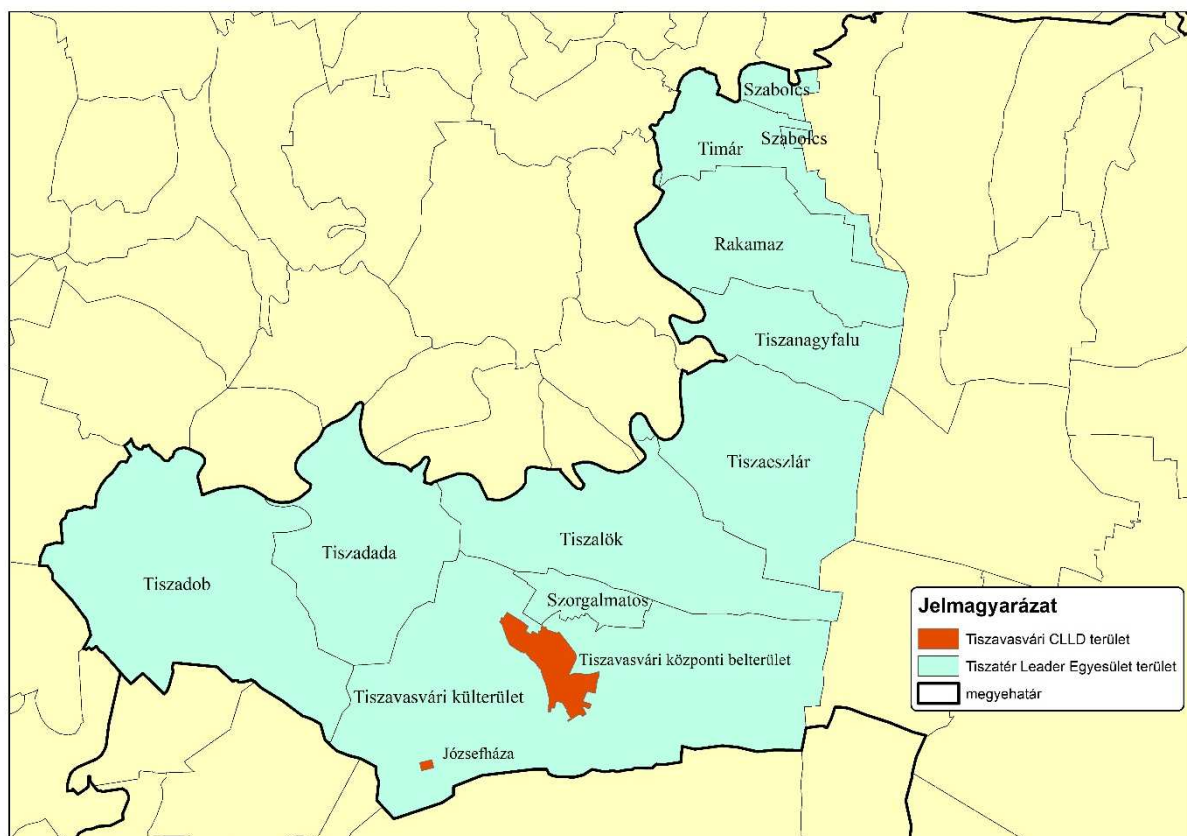 Szabolcs
Szabolcs
Timár
Rakamaz
Tiszanagyfalu
Tiszaeszlár
Tiszalök
Tiszadada
Tiszadob
Szorgalmatos
Tiszavasvári központi belterület
Tiszavasvári külterület
Józsefháza
Jelmagyarázat
Tiszavasvári CLLD terület
Tiszatér Leader Egyesület terület
megyehatár